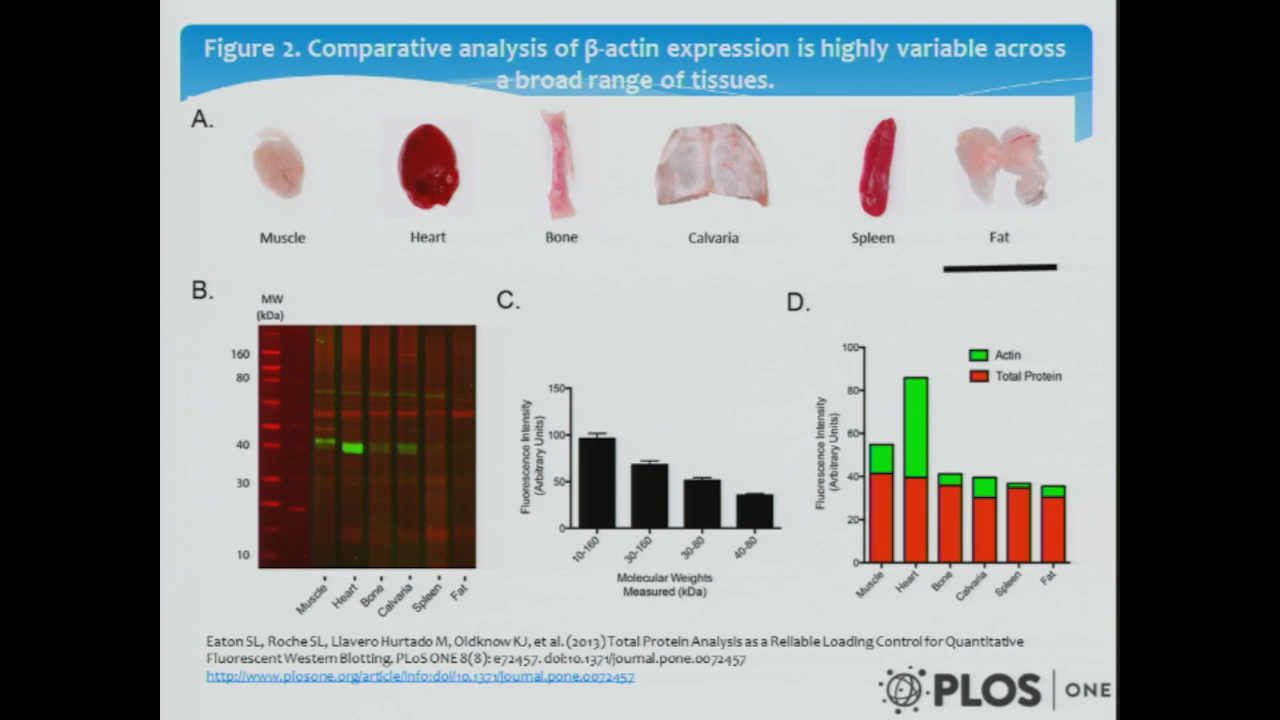 Figure 2. Comparative analysis of β-actin expression is highly variable across
a broad range of tissues.
A.
Muscle
Heart
Bone
Calvaria
Spleen
Fat
B.
MW
(kDa)
160
80
40
30
10
Muscle
Heart
Bone
Calvaria
Spleen
Fat
C.
Fluorescence Intensity
(Arbitrary Units)
150
100
50
0
10-160
30-160
30-80
40-80
Molecular Weights
Measured (kDa)
D.
Fluorescence Intensity
(Arbitrary Units)
100
80
60
40
20
0
Actin
Total Protein
Muscle
Heart
Bone
Calvaria
Spleen
Fat
Eaton SL, Roche SL, Llavero Hurtado M, Oldknow KJ, et al. (2013) Total Protein Analysis as a Reliable Loading Control for Quantitative
Fluorescent Western Blotting. PLoS ONE 8(8): e72457. doi:10.1371/journal.pone.0072457
http://www.plosone.org/article/info:doi/10.1371/journal.pone.0072457
PLOS ONE